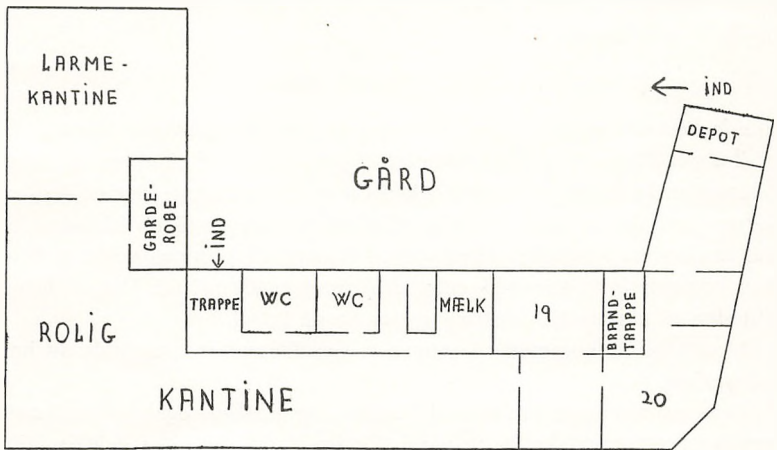 LARME-
KANTINE
← IND
DEPOT
GÅRD
GARDE-
ROBE
IND
TRAPPE
WC
WC
MÆLK
19
BRAND-
TRAPPE
ROLIG
KANTINE
20